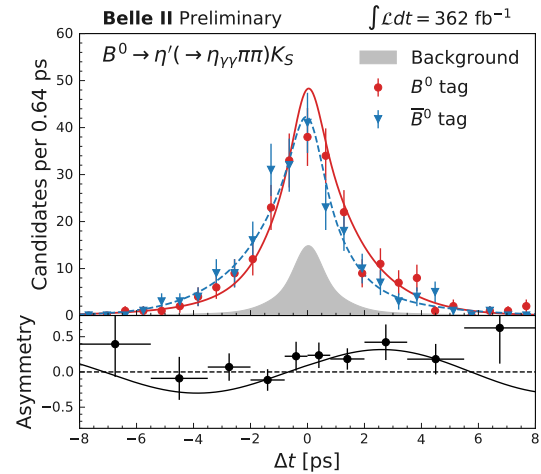 Belle II Preliminary
∫ℒdt = 362 fb⁻¹
B⁰ → η′(→ η_γγππ)K_S
Background
B⁰ tag
B̅⁰ tag
Candidates per 0.64 ps
60
50
40
30
20
10
0
Asymmetry
0.5
0.0
−0.5
−8 −6 −4 −2 0 2 4 6 8
Δt [ps]